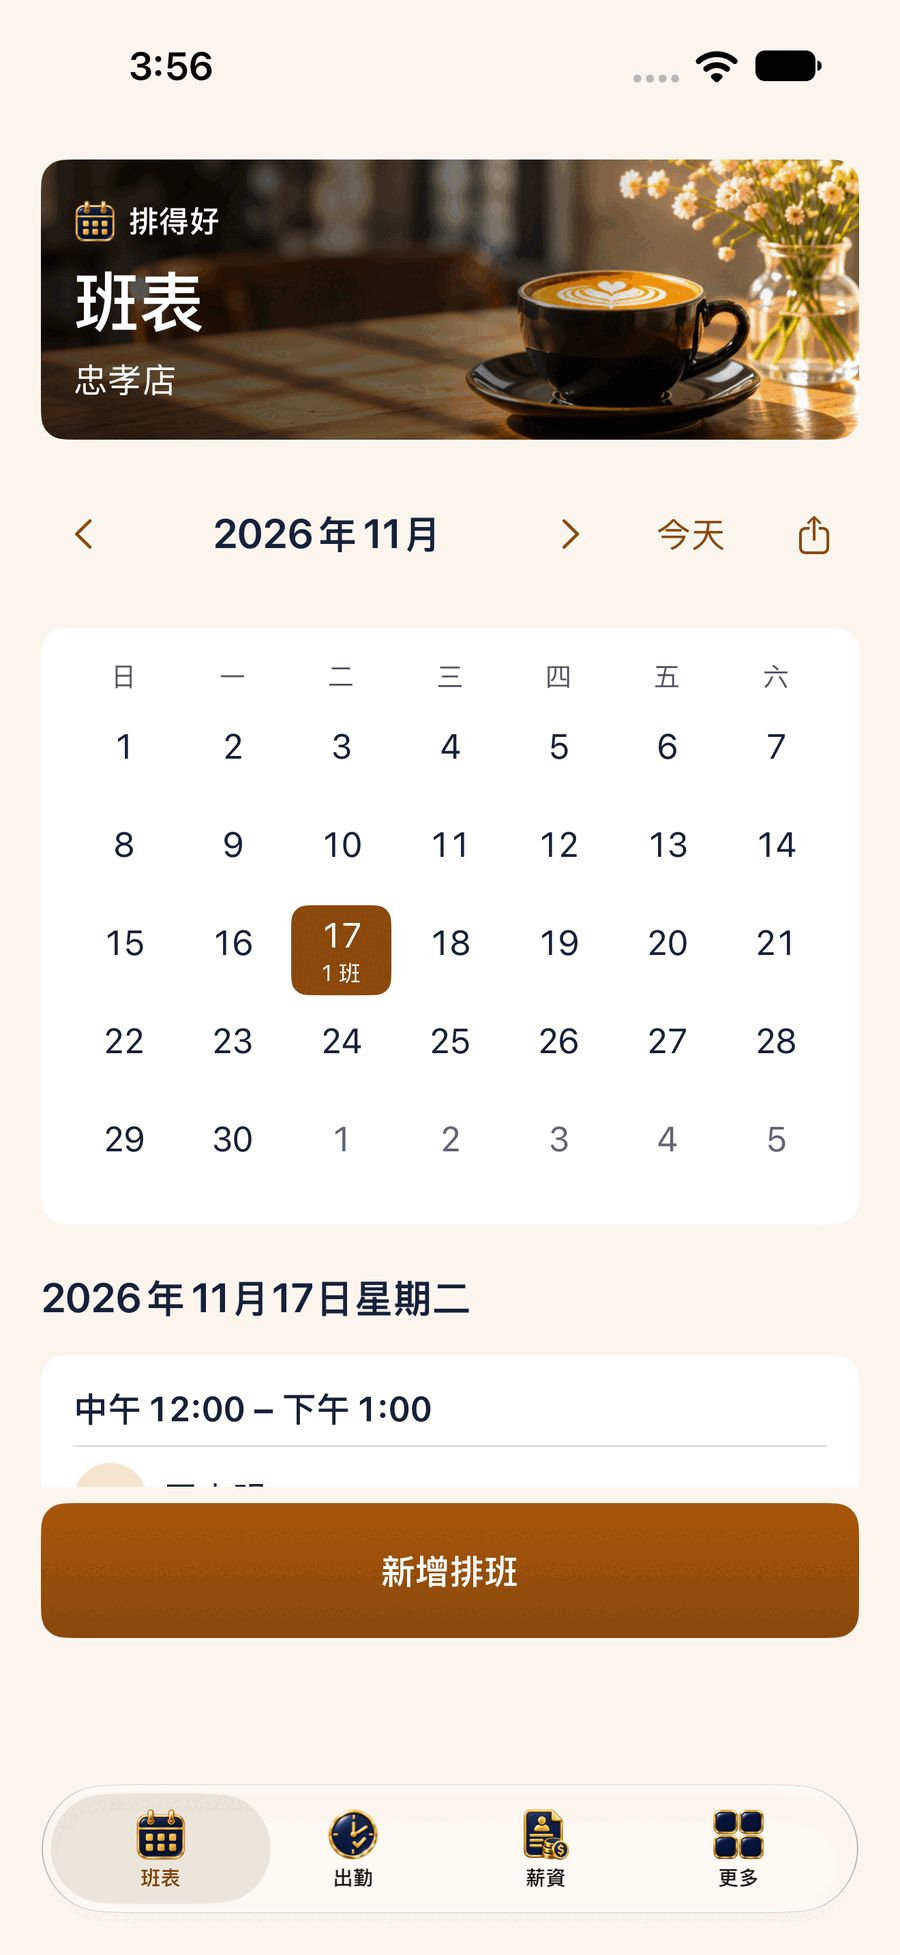 3:56
排得好
班表
忠孝店
2026年11月
今天
日 一 二 三 四 五 六
1 2 3 4 5 6 7
8 9 10 11 12 13 14
15 16 17 18 19 20 21
1 班
22 23 24 25 26 27 28
29 30 1 2 3 4 5
2026年11月17日星期二
中午 12:00 – 下午 1:00
新增排班
班表 出勤 薪資 更多